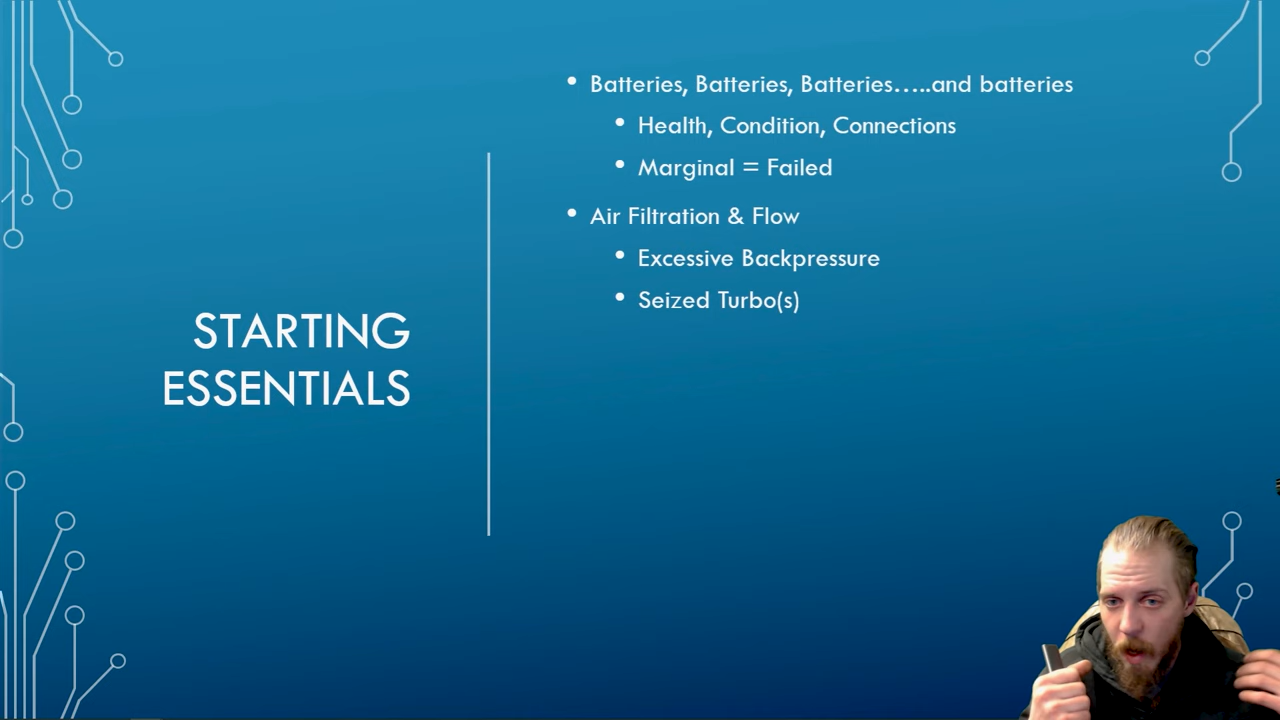 STARTING
ESSENTIALS
Batteries, Batteries, Batteries.....and batteries
Health, Condition, Connections
Marginal = Failed
Air Filtration & Flow
Excessive Backpressure
Seized Turbo(s)